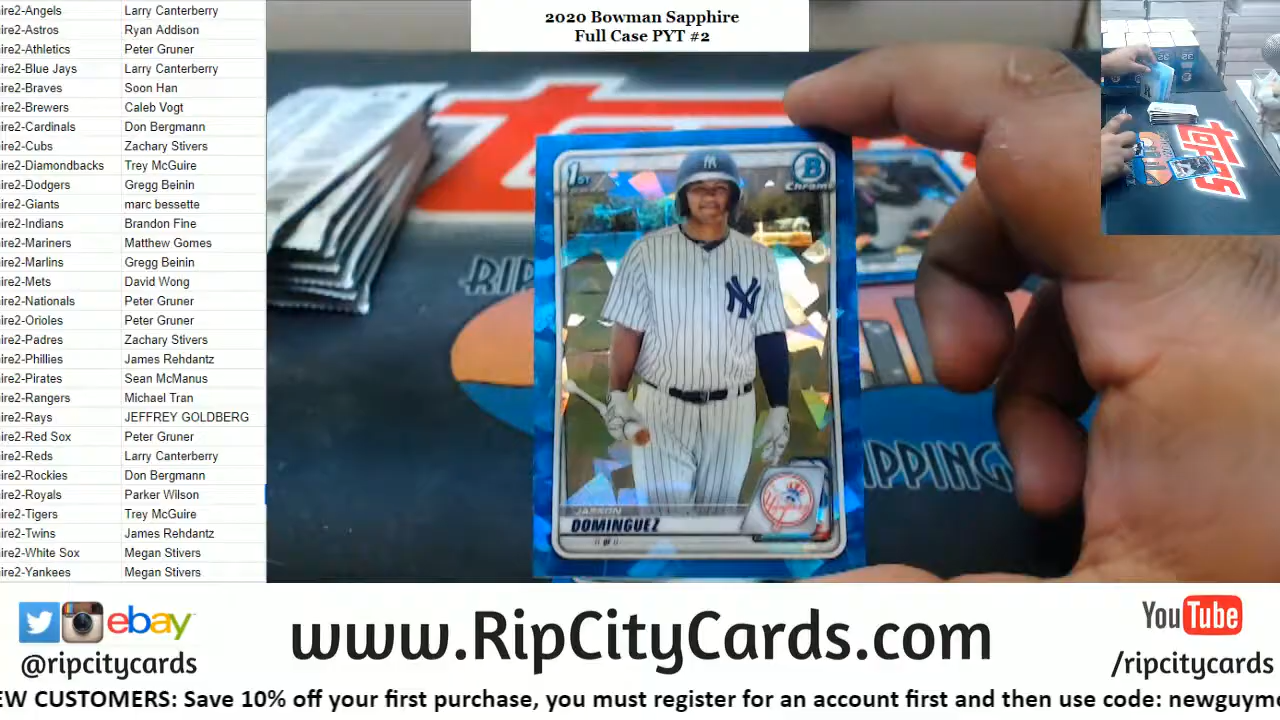 2020 Bowman Sapphire
Full Case PYT #2
ire2-Angels Larry Canterberry
ire2-Astros Ryan Addison
ire2-Athletics Peter Gruner
ire2-Blue Jays Larry Canterberry
ire2-Braves Soon Han
ire2-Brewers Caleb Vogt
ire2-Cardinals Don Bergmann
ire2-Cubs Zachary Stivers
ire2-Diamondbacks Trey McGuire
ire2-Dodgers Gregg Beinin
ire2-Giants marc bessette
ire2-Indians Brandon Fine
ire2-Mariners Matthew Gomes
ire2-Marlins Gregg Beinin
ire2-Mets David Wong
ire2-Nationals Peter Gruner
ire2-Orioles Peter Gruner
ire2-Padres Zachary Stivers
ire2-Phillies James Rehdantz
ire2-Pirates Sean McManus
ire2-Rangers Michael Tran
ire2-Rays JEFFREY GOLDBERG
ire2-Red Sox Peter Gruner
ire2-Reds Larry Canterberry
ire2-Rockies Don Bergmann
ire2-Royals Parker Wilson
ire2-Tigers Trey McGuire
ire2-Twins James Rehdantz
ire2-White Sox Megan Stivers
ire2-Yankees Megan Stivers
1ST
B
Chrome
NY
NY
JASSON
DOMINGUEZ
Yankees
RIP
IPPING
Topps
ebay
@ripcitycards
www.RipCityCards.com
YouTube
/ripcitycards
EW CUSTOMERS: Save 10% off your first purchase, you must register for an account first and then use code: newguym